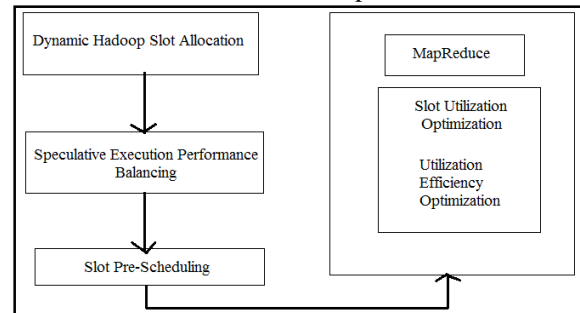 Dynamic Hadoop Slot Allocation
Speculative Execution Performance
Balancing
Slot Pre-Scheduling
MapReduce
Slot Utilization
Optimization
Utilization
Efficiency
Optimization